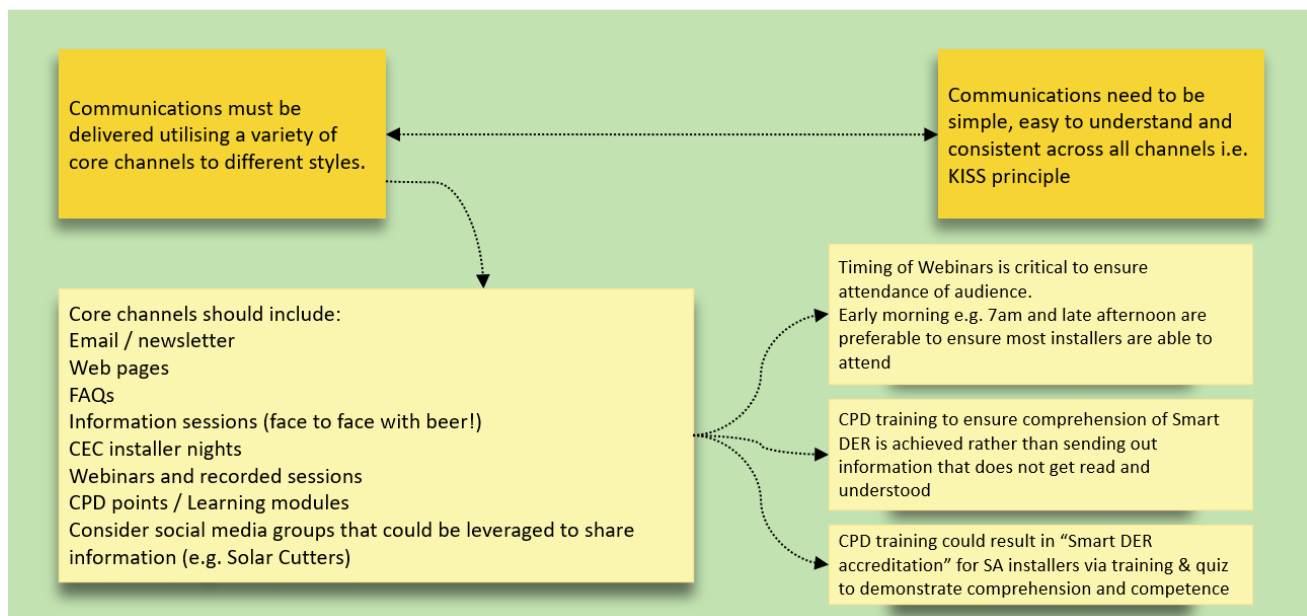 Communications must be
delivered utilising a variety of
core channels to different styles.
Communications need to be
simple, easy to understand and
consistent across all channels i.e.
KISS principle
Core channels should include:
Email / newsletter
Web pages
FAQs
Information sessions (face to face with beer!)
CEC installer nights
Webinars and recorded sessions
CPD points / Learning modules
Consider social media groups that could be leveraged to share
information (e.g. Solar Cutters)
Timing of Webinars is critical to ensure
attendance of audience.
Early morning e.g. 7am and late afternoon are
preferable to ensure most installers are able to
attend
CPD training to ensure comprehension of Smart
DER is achieved rather than sending out
information that does not get read and
understood
CPD training could result in “Smart DER
accreditation” for SA installers via training & quiz
to demonstrate comprehension and competence